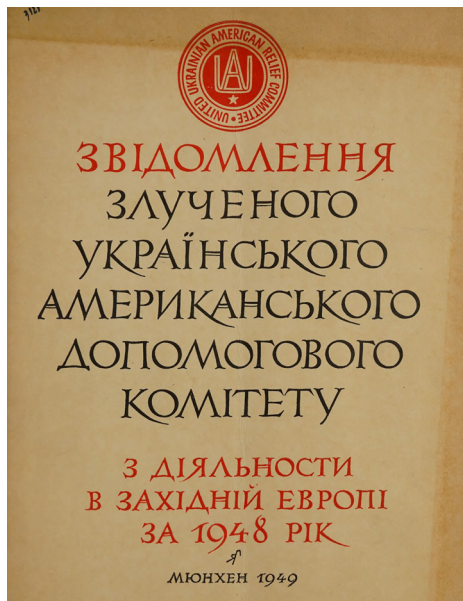 UNITED UKRAINIAN AMERICAN RELIEF COMMITTEE
UUA
ЗВІДОМЛЕННЯ
ЗЛУЧЕНОГО
УКРАЇНСЬКОГО
АМЕРИКАНСЬКОГО
ДОПОМОГОВОГО
КОМІТЕТУ
З ДІЯЛЬНОСТИ
В ЗАХІДНІЙ ЕВРОПІ
ЗА 1948 РІК
МЮНХЕН 1949